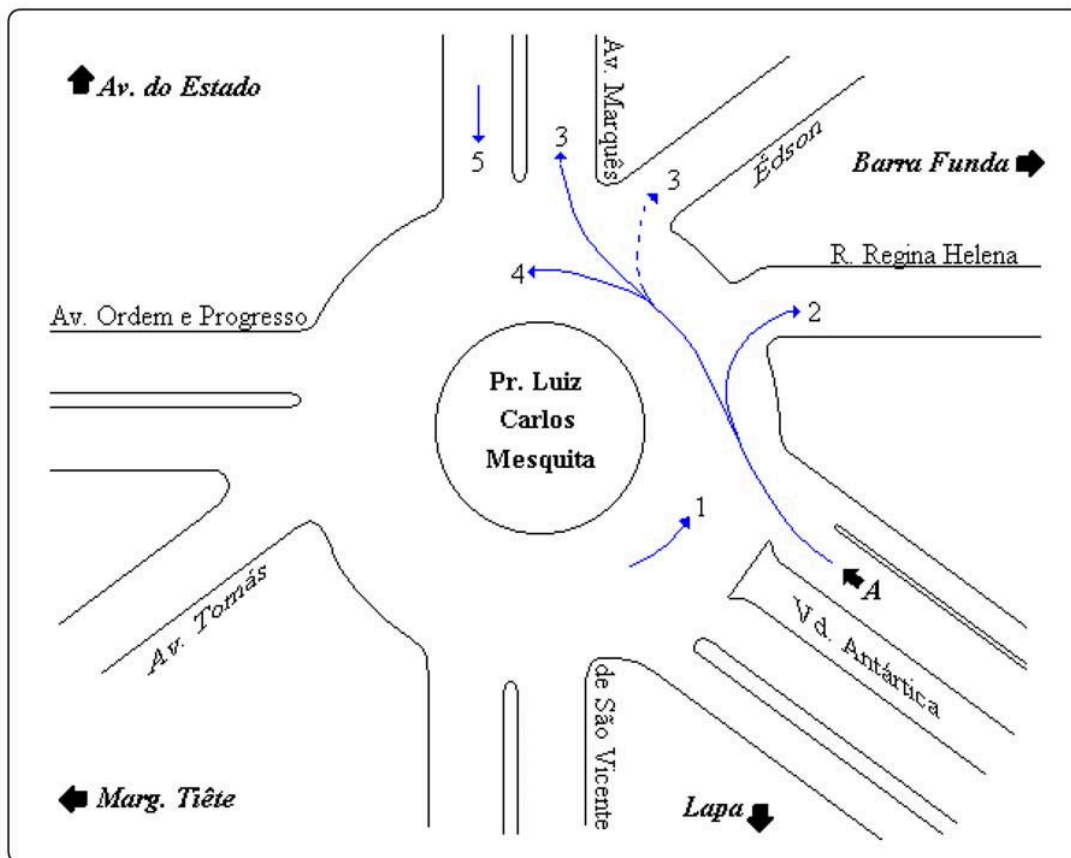 Av. do Estado
Av. Marquês
3
3
5
Édson
Barra Funda
4
R. Regina Helena
Av. Ordem e Progresso
2
Pr. Luiz
Carlos
Mesquita
1
A
Av. Tomás
Vd. Antártica
de São Vicente
Marg. Tiête
Lapa